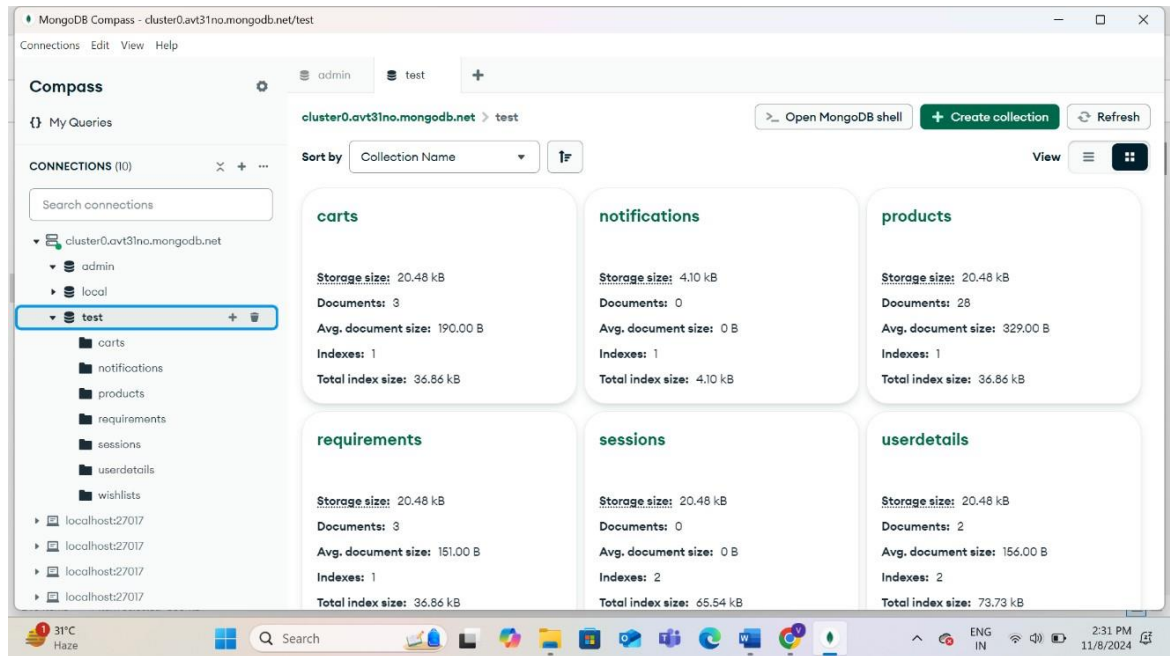 MongoDB Compass - cluster0.avt31no.mongodb.net/test
Connections Edit View Help
Compass
{} My Queries
CONNECTIONS (10)
Search connections
cluster0.avt31no.mongodb.net
admin
local
test
carts
notifications
products
requirements
sessions
userdetails
wishlists
localhost:27017
localhost:27017
localhost:27017
localhost:27017
admin test
cluster0.avt31no.mongodb.net > test
>_ Open MongoDB shell
Create collection
Refresh
Sort by Collection Name
View
carts
Storage size: 20.48 kB
Documents: 3
Avg. document size: 190.00 B
Indexes: 1
Total index size: 36.86 kB
notifications
Storage size: 4.10 kB
Documents: 0
Avg. document size: 0 B
Indexes: 1
Total index size: 4.10 kB
products
Storage size: 20.48 kB
Documents: 28
Avg. document size: 329.00 B
Indexes: 1
Total index size: 36.86 kB
requirements
Storage size: 20.48 kB
Documents: 3
Avg. document size: 151.00 B
Indexes: 1
Total index size: 36.86 kB
sessions
Storage size: 20.48 kB
Documents: 0
Avg. document size: 0 B
Indexes: 2
Total index size: 65.54 kB
userdetails
Storage size: 20.48 kB
Documents: 2
Avg. document size: 156.00 B
Indexes: 2
Total index size: 73.73 kB
1
31°C
Haze
Search
ENG
IN
2:31 PM
11/8/2024